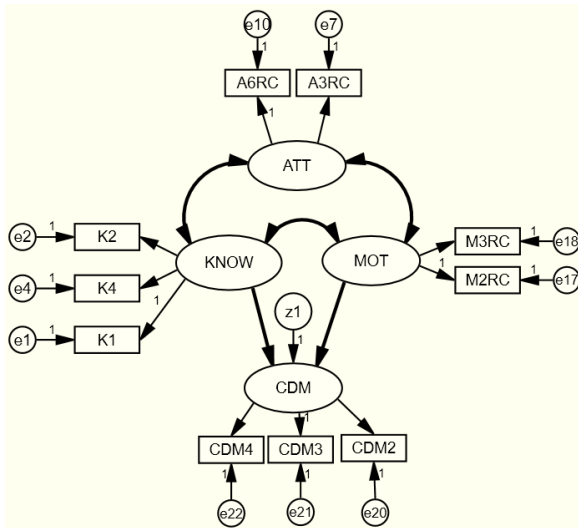 e10
e7
1
1
A6RC
A3RC
1
ATT
e2
1
K2
KNOW
MOT
M3RC
1
e18
e4
1
K4
1
M2RC
1
e17
1
e1
1
K1
z1
1
CDM
1
CDM4
CDM3
CDM2
1
1
1
e22
e21
e20